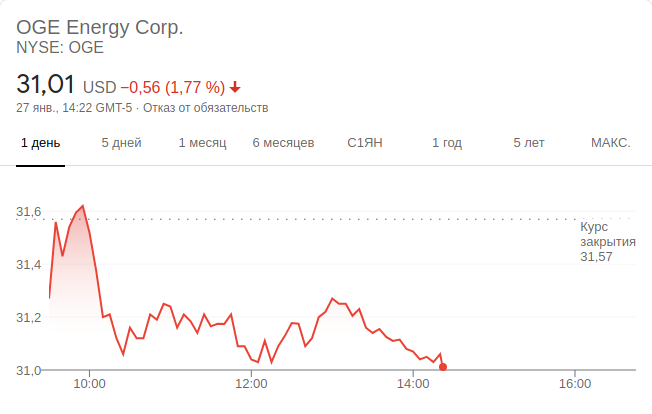 OGE Energy Corp.
NYSE: OGE
31,01 USD −0,56 (1,77 %)
27 янв., 14:22 GMT-5 · Отказ от обязательств
1 день 5 дней 1 месяц 6 месяцев С1ЯН 1 год 5 лет МАКС.
31,6
Курс
закрытия
31,57
31,4
31,2
31,0
10:00 12:00 14:00 16:00